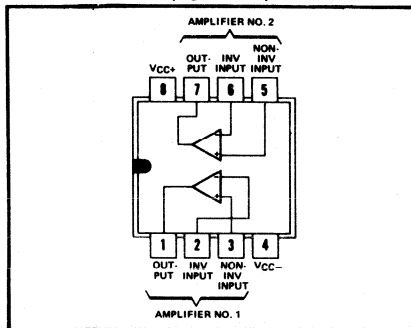 AMPLIFIER NO. 2
VCC+
OUT-
PUT
INV
INPUT
NON-
INV
INPUT
8
7
6
5
-
+
-
+
1
2
3
4
OUT-
PUT
INV
INPUT
NON-
INV
INPUT
VCC-
AMPLIFIER NO. 1